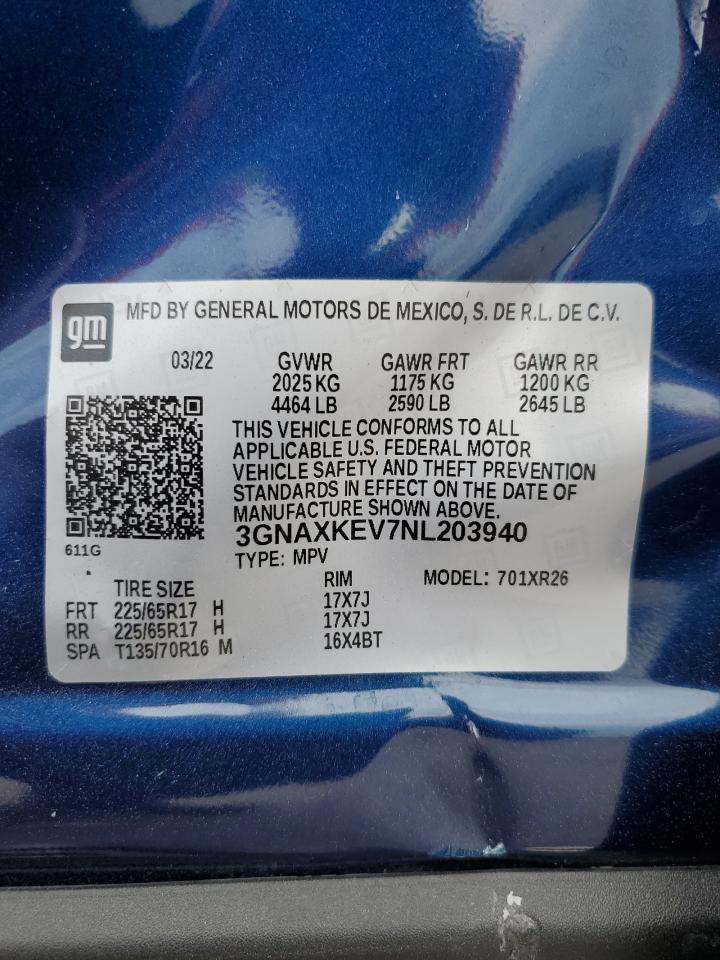 gm
MFD BY GENERAL MOTORS DE MEXICO, S. DE R.L. DE C.V.
03/22 GVWR GAWR FRT GAWR RR
2025 KG 1175 KG 1200 KG
4464 LB 2590 LB 2645 LB
THIS VEHICLE CONFORMS TO ALL
APPLICABLE U.S. FEDERAL MOTOR
VEHICLE SAFETY AND THEFT PREVENTION
STANDARDS IN EFFECT ON THE DATE OF
MANUFACTURE SHOWN ABOVE.
3GNAXKEV7NL203940
611G
TYPE: MPV
TIRE SIZE RIM MODEL: 701XR26
FRT 225/65R17 H 17X7J
RR 225/65R17 H 17X7J
SPA T135/70R16 M 16X4BT